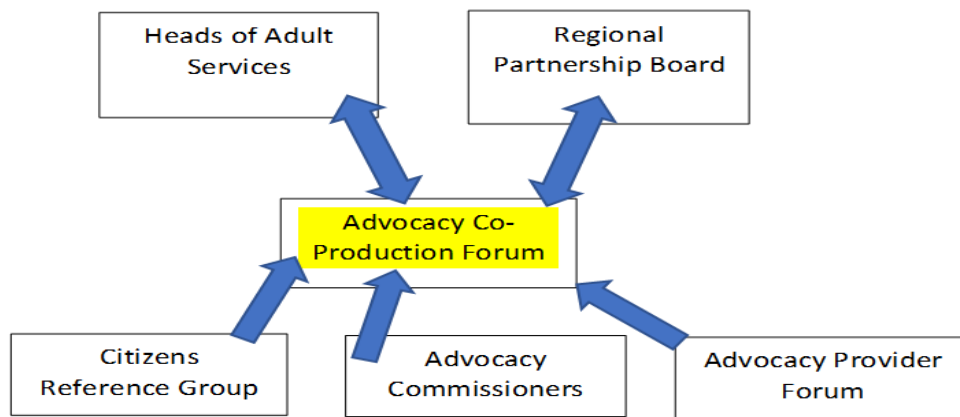 Heads of Adult
Services
Regional
Partnership Board
Advocacy Co-
Production Forum
Citizens
Reference Group
Advocacy
Commissioners
Advocacy Provider
Forum